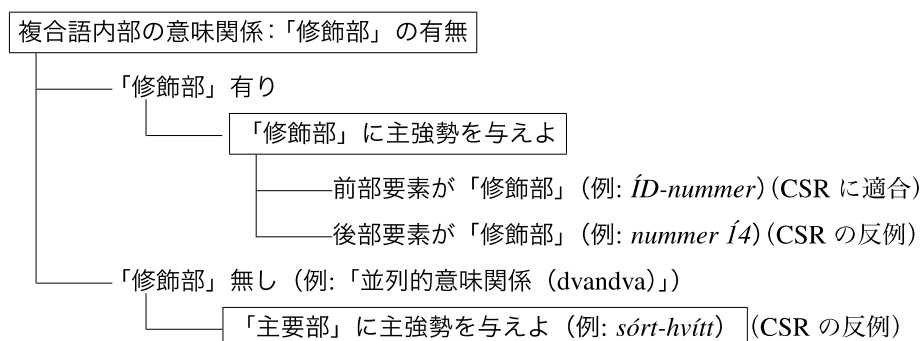 複合語内部の意味関係：「修飾部」の有無
「修飾部」有り
「修飾部」に主強勢を与えよ
前部要素が「修飾部」（例: ÍD-nummer）（CSR に適合）
後部要素が「修飾部」（例: nummer Í4）（CSR の反例）
「修飾部」無し（例:「並列的意味関係（dvandva）」）
「主要部」に主強勢を与えよ（例: sórt-hvítt）（CSR の反例）